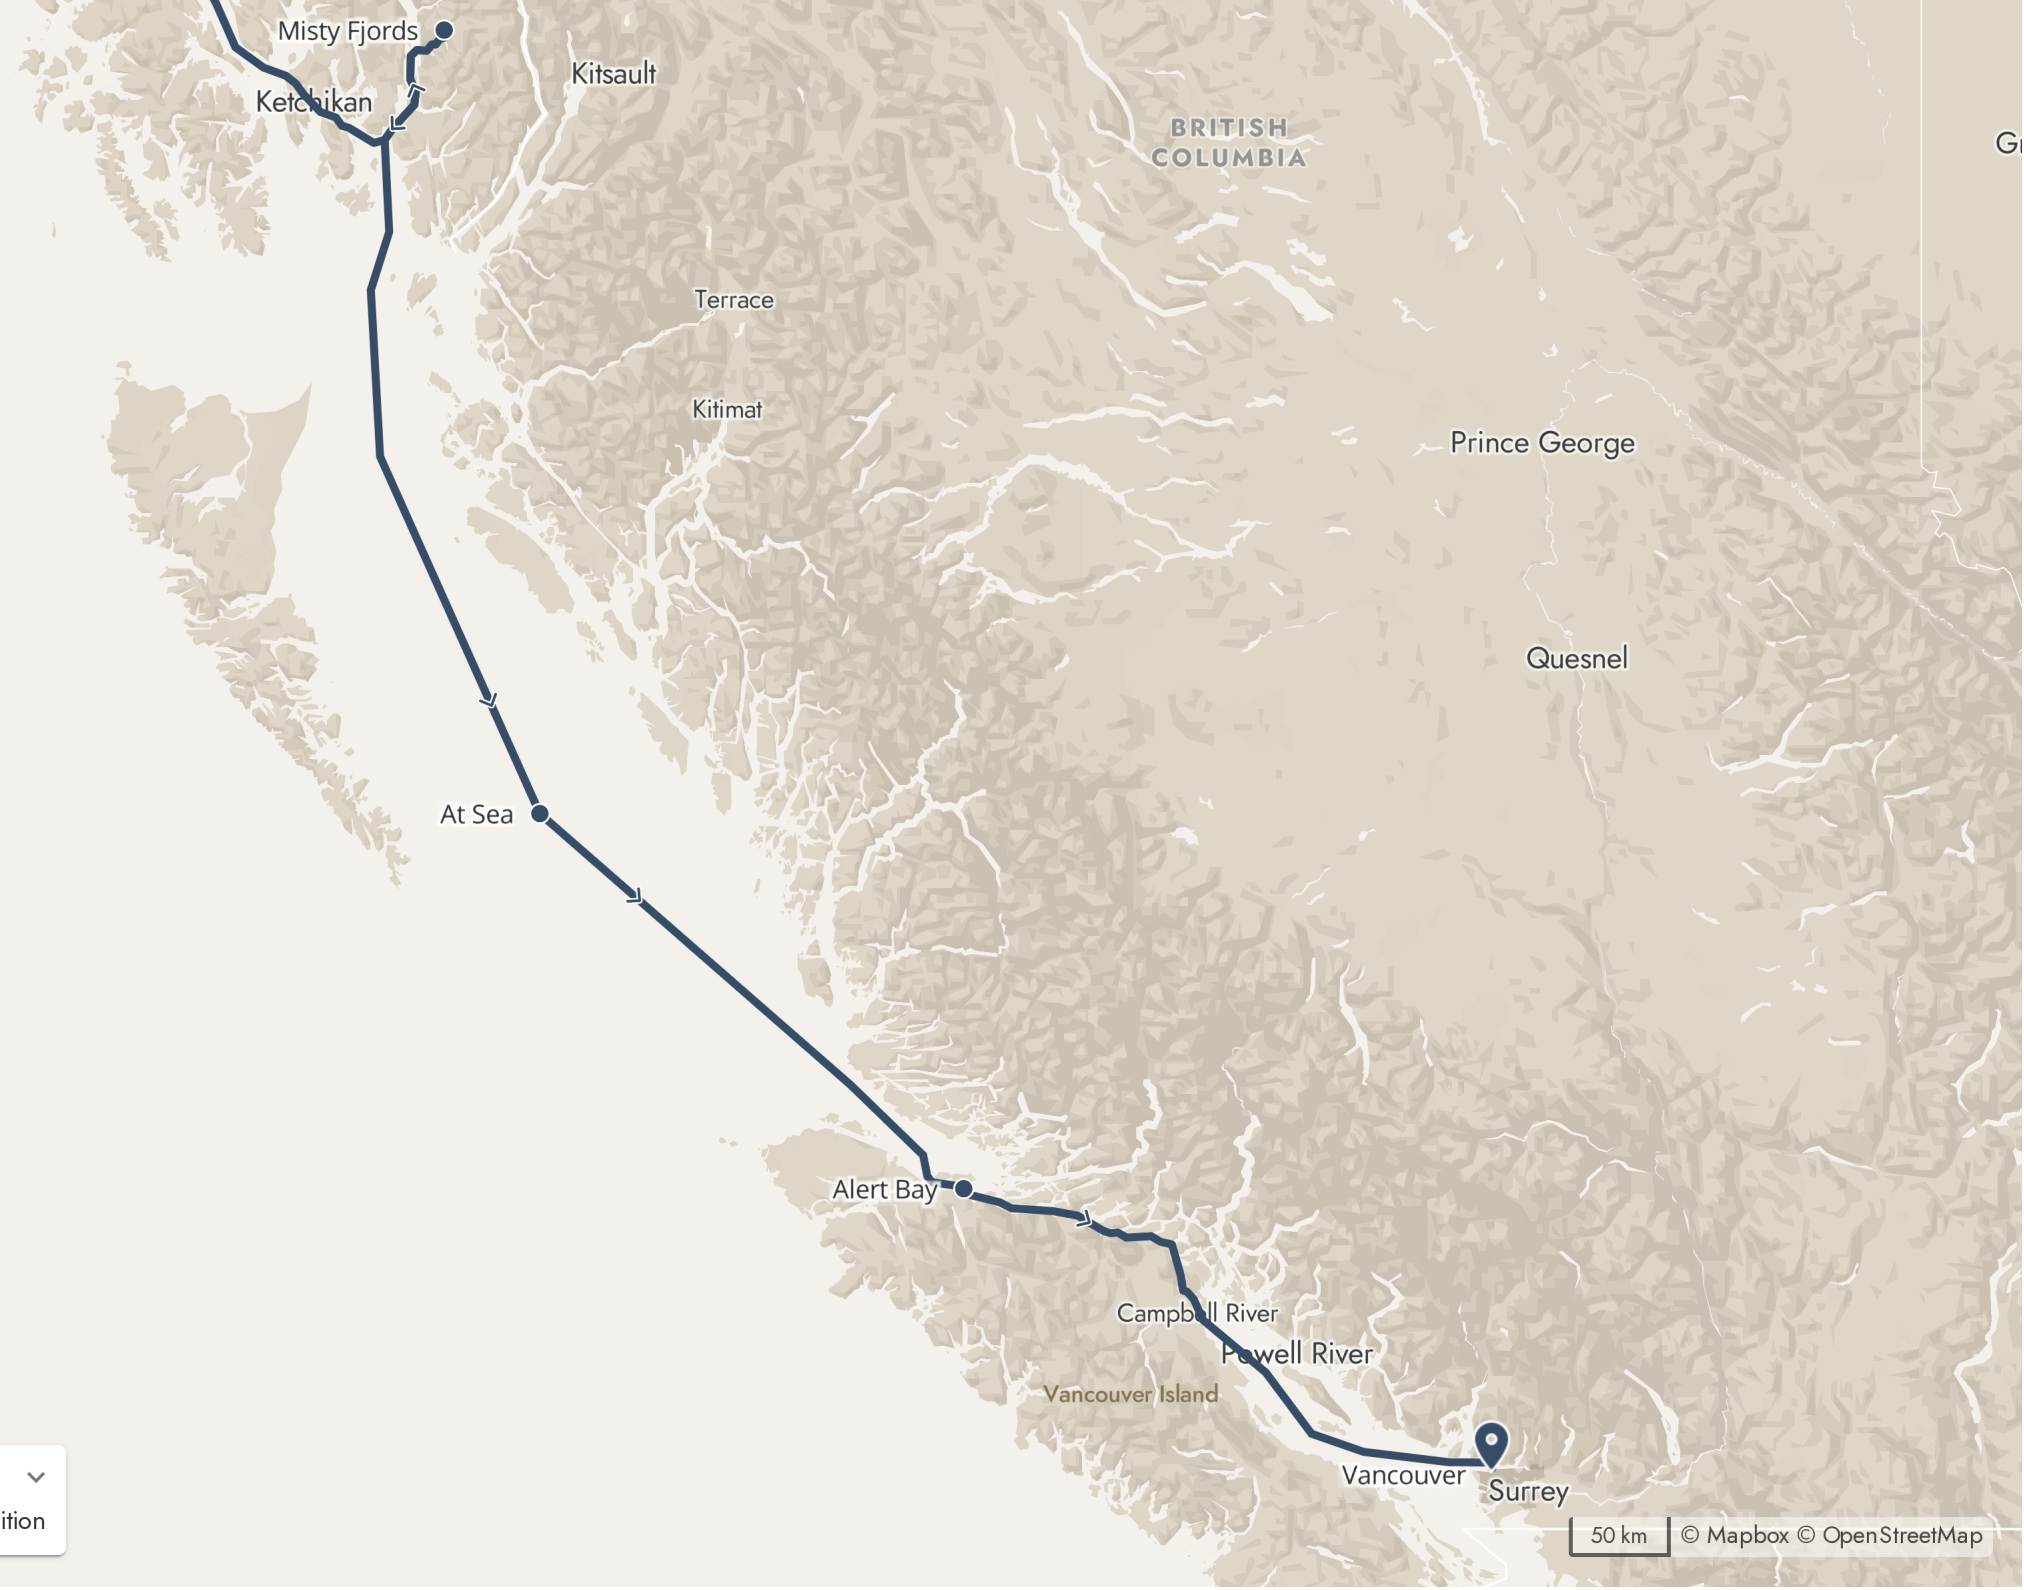 Misty Fjords
Kitsault
Ketchikan
BRITISH
COLUMBIA
Terrace
Kitimat
Prince George
Quesnel
At Sea
Alert Bay
Campbell River
Powell River
Vancouver Island
Vancouver
Surrey
ition
50 km
© Mapbox © OpenStreetMap